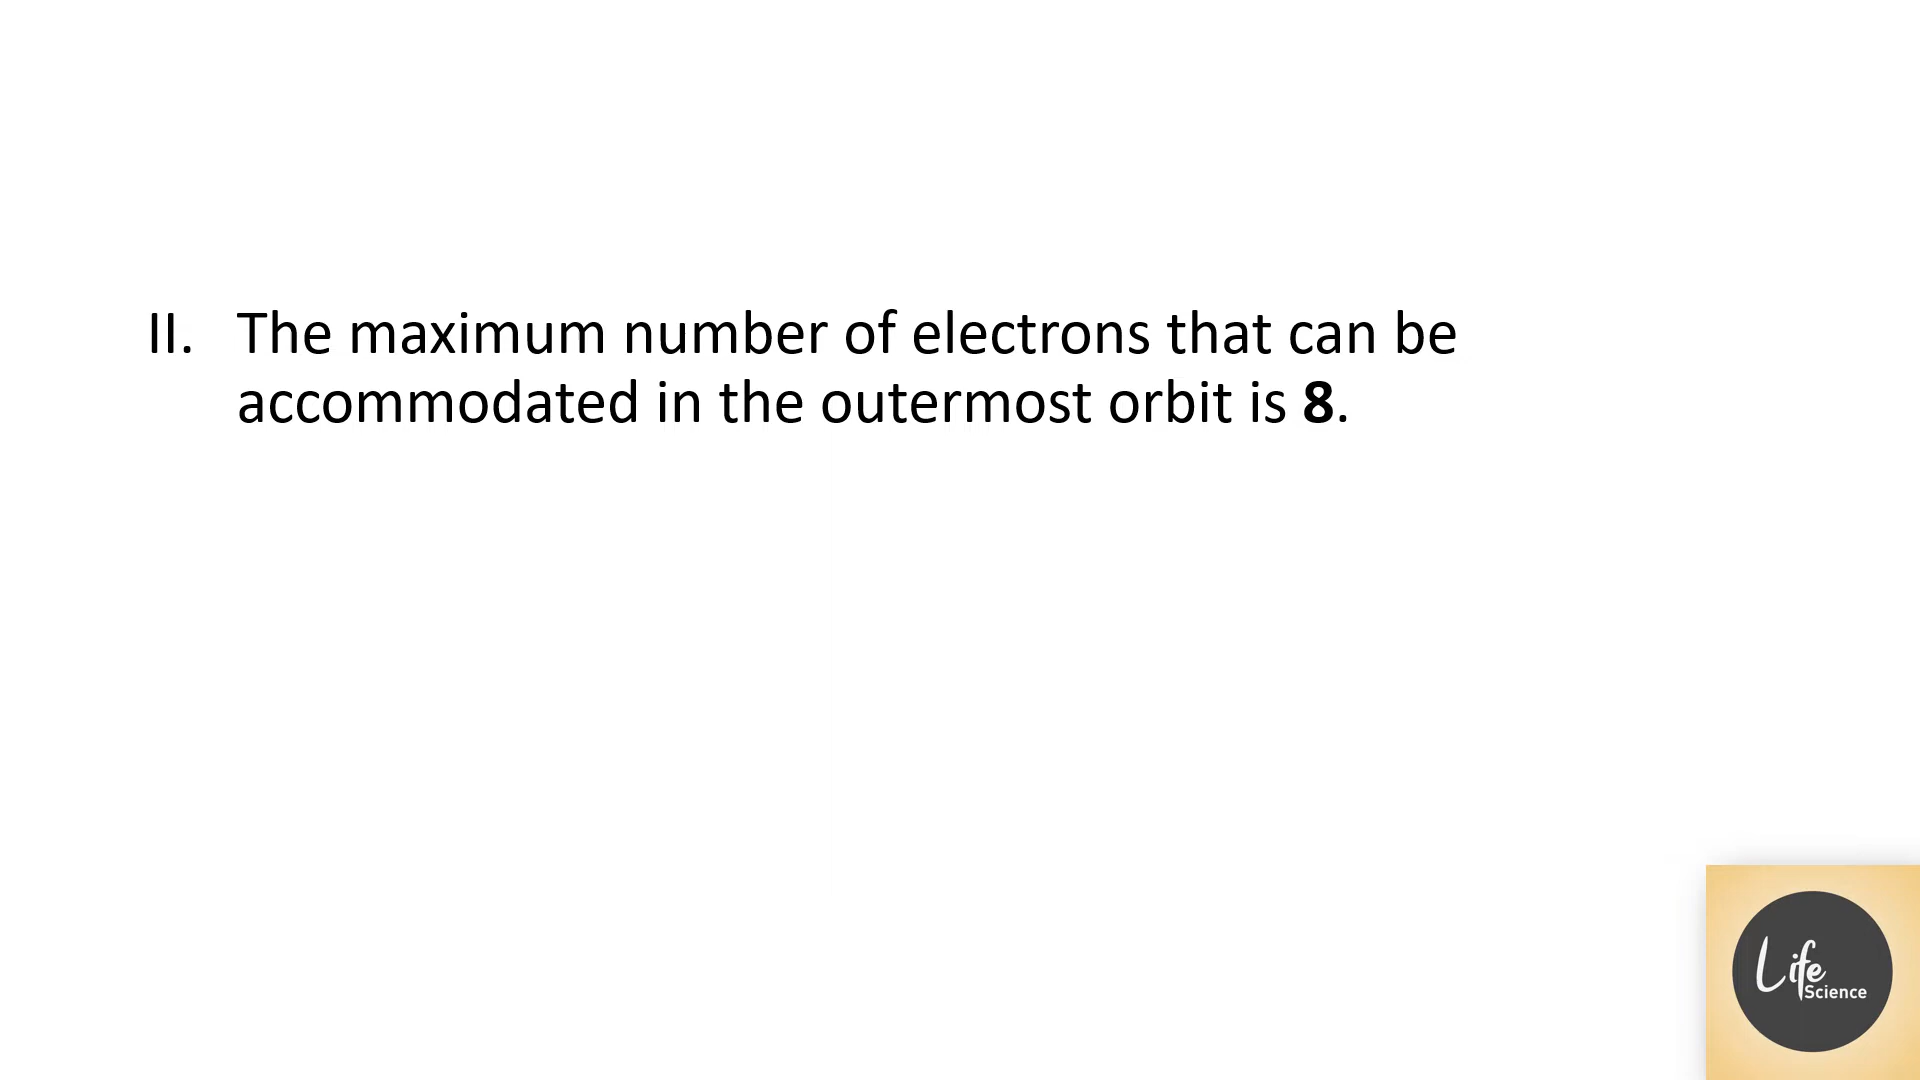 II. The maximum number of electrons that can be
accommodated in the outermost orbit is 8.
Life
Science